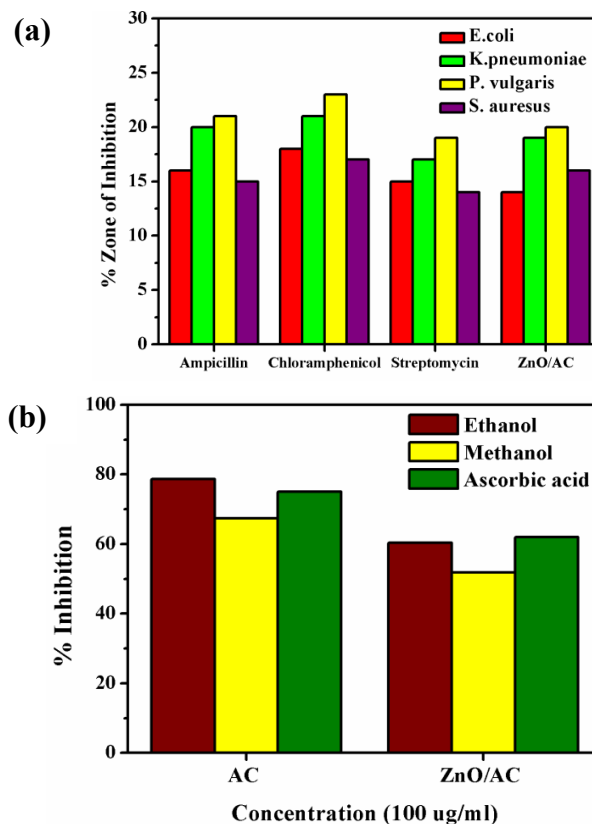 (a)
30
25
20
15
10
5
0
% Zone of Inhibition
E.coli
K.pneumoniae
P. vulgaris
S. auresus
Ampicillin Chloramphenicol Streptomycin ZnO/AC
(b)
100
80
60
40
20
0
% Inhibition
Ethanol
Methanol
Ascorbic acid
AC ZnO/AC
Concentration (100 ug/ml)